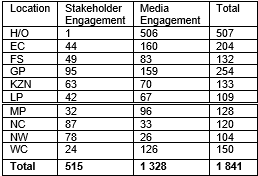 Location Stakeholder Engagement Media Engagement Total
H/O 1 506 507
EC 44 160 204
FS 49 83 132
GP 95 159 254
KZN 63 70 133
LP 42 67 109
MP 32 96 128
NC 87 33 120
NW 78 26 104
WC 24 126 150
Total 515 1 328 1 841